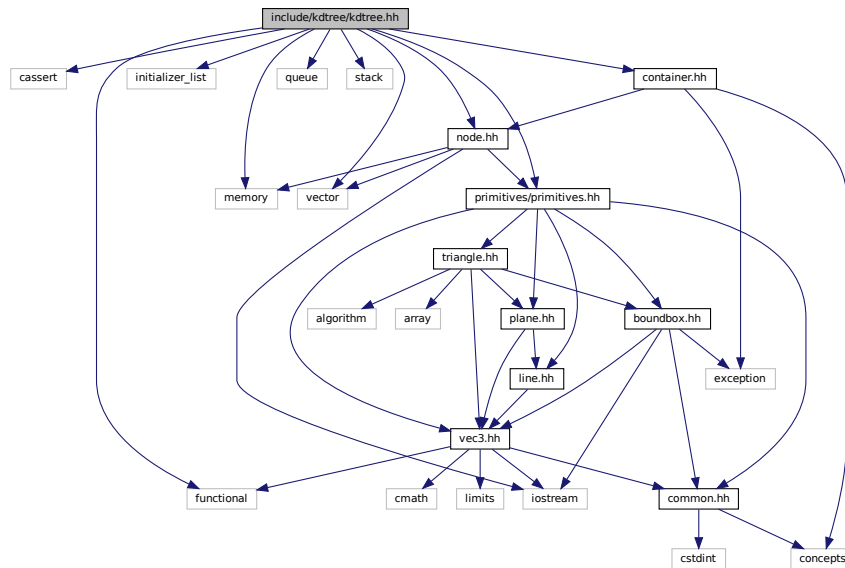 include/kdtree/kdtree.hh
cassert
initializer_list
queue
stack
container.hh
node.hh
memory
vector
primitives/primitives.hh
triangle.hh
algorithm
array
plane.hh
boundbox.hh
line.hh
exception
vec3.hh
functional
cmath
limits
iostream
common.hh
cstdint
concepts